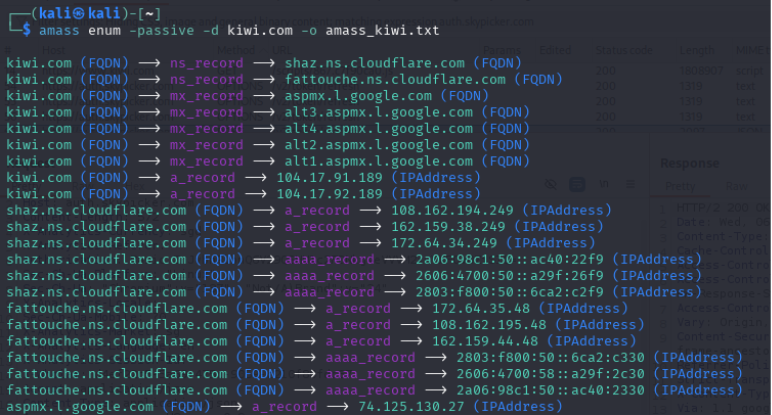 (kali㉿kali)-[~]
$ amass enum -passive -d kiwi.com -o amass_kiwi.txt
kiwi.com (FQDN) ⟶ ns_record ⟶ shaz.ns.cloudflare.com (FQDN)
kiwi.com (FQDN) ⟶ ns_record ⟶ fattouche.ns.cloudflare.com (FQDN)
kiwi.com (FQDN) ⟶ mx_record ⟶ aspmx.l.google.com (FQDN)
kiwi.com (FQDN) ⟶ mx_record ⟶ alt3.aspmx.l.google.com (FQDN)
kiwi.com (FQDN) ⟶ mx_record ⟶ alt4.aspmx.l.google.com (FQDN)
kiwi.com (FQDN) ⟶ mx_record ⟶ alt2.aspmx.l.google.com (FQDN)
kiwi.com (FQDN) ⟶ mx_record ⟶ alt1.aspmx.l.google.com (FQDN)
kiwi.com (FQDN) ⟶ a_record ⟶ 104.17.91.189 (IPAddress)
kiwi.com (FQDN) ⟶ a_record ⟶ 104.17.92.189 (IPAddress)
shaz.ns.cloudflare.com (FQDN) ⟶ a_record ⟶ 108.162.194.249 (IPAddress)
shaz.ns.cloudflare.com (FQDN) ⟶ a_record ⟶ 162.159.38.249 (IPAddress)
shaz.ns.cloudflare.com (FQDN) ⟶ a_record ⟶ 172.64.34.249 (IPAddress)
shaz.ns.cloudflare.com (FQDN) ⟶ aaaa_record ⟶ 2a06:98c1:50::ac40:22f9 (IPAddress)
shaz.ns.cloudflare.com (FQDN) ⟶ aaaa_record ⟶ 2606:4700:50::a29f:26f9 (IPAddress)
shaz.ns.cloudflare.com (FQDN) ⟶ aaaa_record ⟶ 2803:f800:50::6ca2:c2f9 (IPAddress)
fattouche.ns.cloudflare.com (FQDN) ⟶ a_record ⟶ 172.64.35.48 (IPAddress)
fattouche.ns.cloudflare.com (FQDN) ⟶ a_record ⟶ 108.162.195.48 (IPAddress)
fattouche.ns.cloudflare.com (FQDN) ⟶ a_record ⟶ 162.159.44.48 (IPAddress)
fattouche.ns.cloudflare.com (FQDN) ⟶ aaaa_record ⟶ 2803:f800:50::6ca2:c330 (IPAddress)
fattouche.ns.cloudflare.com (FQDN) ⟶ aaaa_record ⟶ 2606:4700:58::a29f:2c30 (IPAddress)
fattouche.ns.cloudflare.com (FQDN) ⟶ aaaa_record ⟶ 2a06:98c1:50::ac40:2330 (IPAddress)
aspmx.l.google.com (FQDN) ⟶ a_record ⟶ 74.125.130.27 (IPAddress)